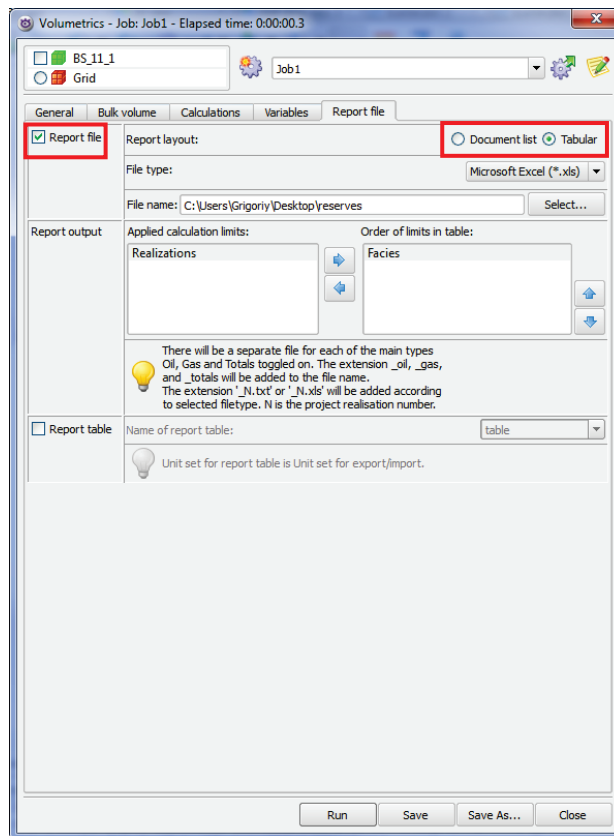 Volumetrics - Job: Job1 - Elapsed time: 0:00:00.3
BS_11_1
Grid
Job1
General
Bulk volume
Calculations
Variables
Report file
Report file
Report layout:
Document list
Tabular
File type:
Microsoft Excel (*.xls)
File name:
C:\Users\Grigoriy\Desktop\reserves
Select...
Report output
Applied calculation limits:
Order of limits in table:
Realizations
Facies
There will be a separate file for each of the main types
Oil, Gas and Totals toggled on. The extension _oil, _gas,
and _totals will be added to the file name.
The extension '_N.txt' or '_N.xls' will be added according
to selected filetype. N is the project realisation number.
Report table
Name of report table:
table
Unit set for report table is Unit set for export/import.
Run
Save
Save As...
Close